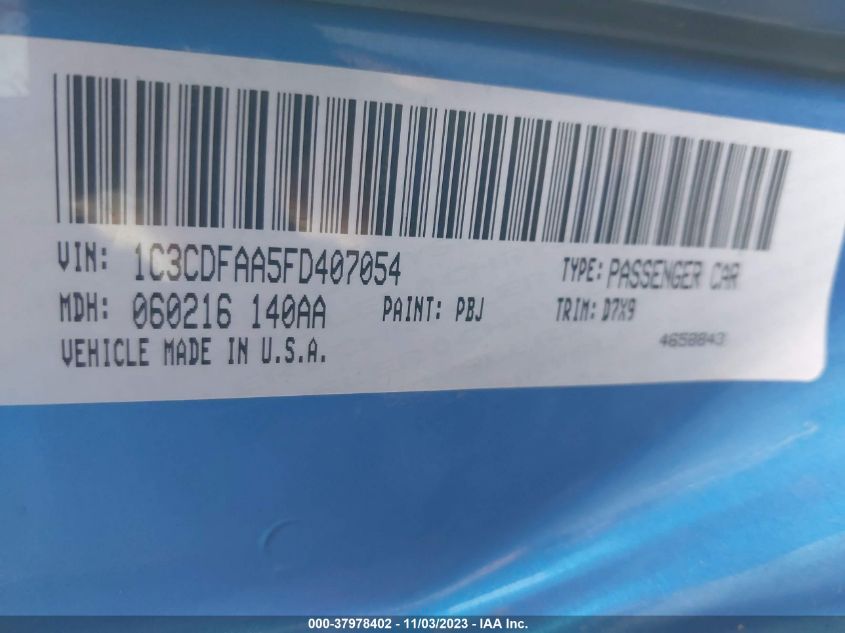 VIN: 1C3CDFAA5FD407054 TYPE: PASSENGER CAR
MDH: 060216 140AA PAINT: PBJ TRIM: D7X9
VEHICLE MADE IN U.S.A. 4658843
000-37978402 - 11/03/2023 - IAA Inc.